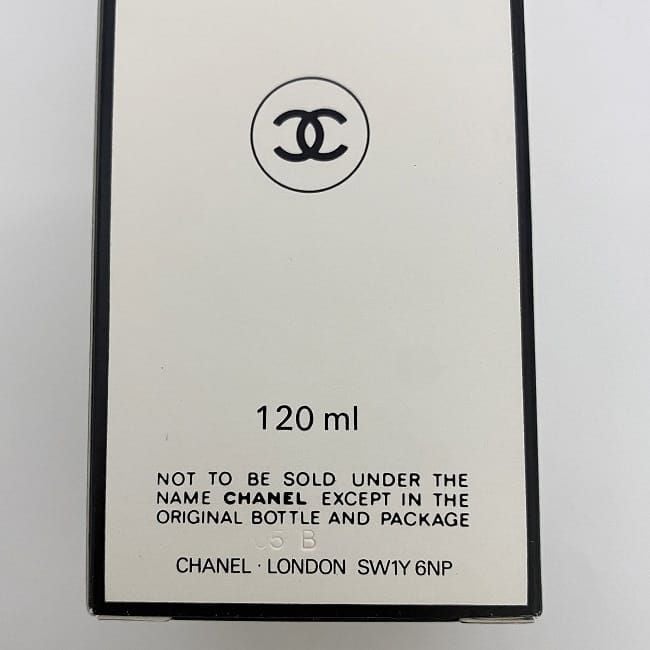 120 ml
NOT TO BE SOLD UNDER THE
NAME CHANEL EXCEPT IN THE
ORIGINAL BOTTLE AND PACKAGE
5 B
CHANEL · LONDON SW1Y 6NP